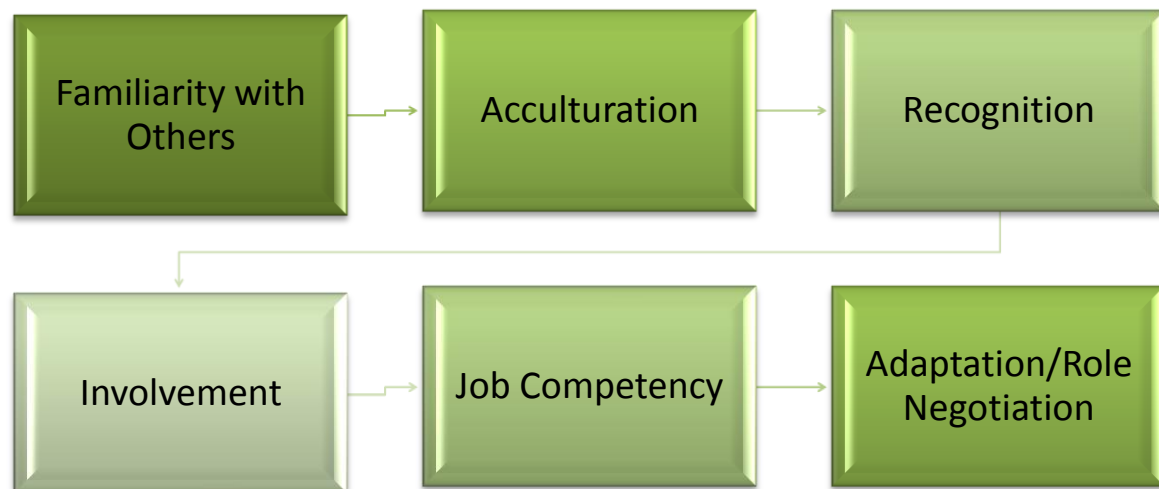 Familiarity with
Others
Acculturation
Recognition
Involvement
Job Competency
Adaptation/Role
Negotiation